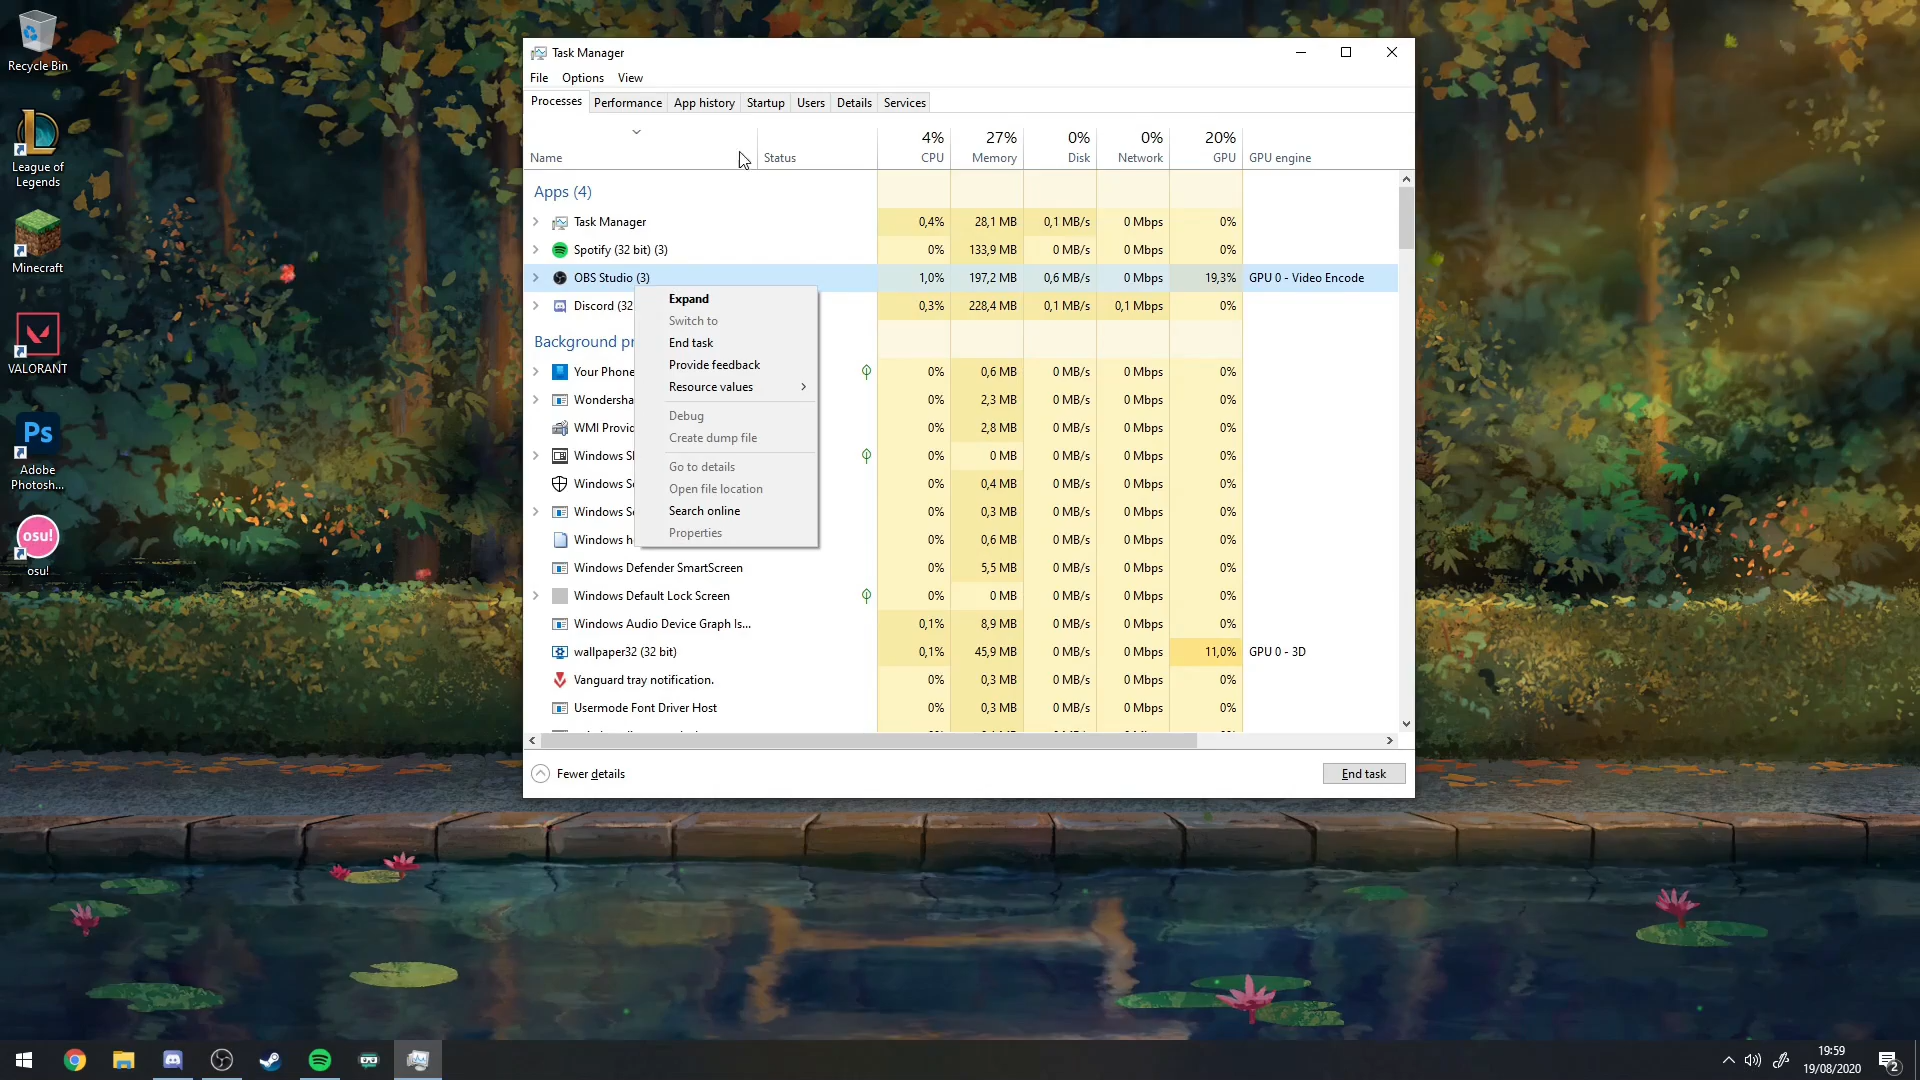 Recycle Bin
League of
Legends
Minecraft
VALORANT
Ps
Adobe
Photosh...
osu!
osu!
Task Manager
File Options View
Processes Performance App history Startup Users Details Services
4% 27% 0% 0% 20%
Name Status CPU Memory Disk Network GPU GPU engine
Apps (4)
Task Manager 0,4% 28,1 MB 0,1 MB/s 0 Mbps 0%
Spotify (32 bit) (3) 0% 133,9 MB 0 MB/s 0 Mbps 0%
OBS Studio (3) 1,0% 197,2 MB 0,6 MB/s 0 Mbps 19,3% GPU 0 - Video Encode
Discord (32 0,3% 228,4 MB 0,1 MB/s 0,1 Mbps 0%
Background pr
Your Phone 0% 0,6 MB 0 MB/s 0 Mbps 0%
Wondersha 0% 2,3 MB 0 MB/s 0 Mbps 0%
WMI Provid 0% 2,8 MB 0 MB/s 0 Mbps 0%
Windows Sh 0% 0 MB 0 MB/s 0 Mbps 0%
Windows Se 0% 0,4 MB 0 MB/s 0 Mbps 0%
Windows Se 0% 0,3 MB 0 MB/s 0 Mbps 0%
Windows h 0% 0,6 MB 0 MB/s 0 Mbps 0%
Windows Defender SmartScreen 0% 5,5 MB 0 MB/s 0 Mbps 0%
Windows Default Lock Screen 0% 0 MB 0 MB/s 0 Mbps 0%
Windows Audio Device Graph Is... 0,1% 8,9 MB 0 MB/s 0 Mbps 0%
wallpaper32 (32 bit) 0,1% 45,9 MB 0 MB/s 0 Mbps 11,0% GPU 0 - 3D
Vanguard tray notification. 0% 0,3 MB 0 MB/s 0 Mbps 0%
Usermode Font Driver Host 0% 0,3 MB 0 MB/s 0 Mbps 0%
Expand
Switch to
End task
Provide feedback
Resource values
Debug
Create dump file
Go to details
Open file location
Search online
Properties
Fewer details
End task
19:59
19/08/2020
2